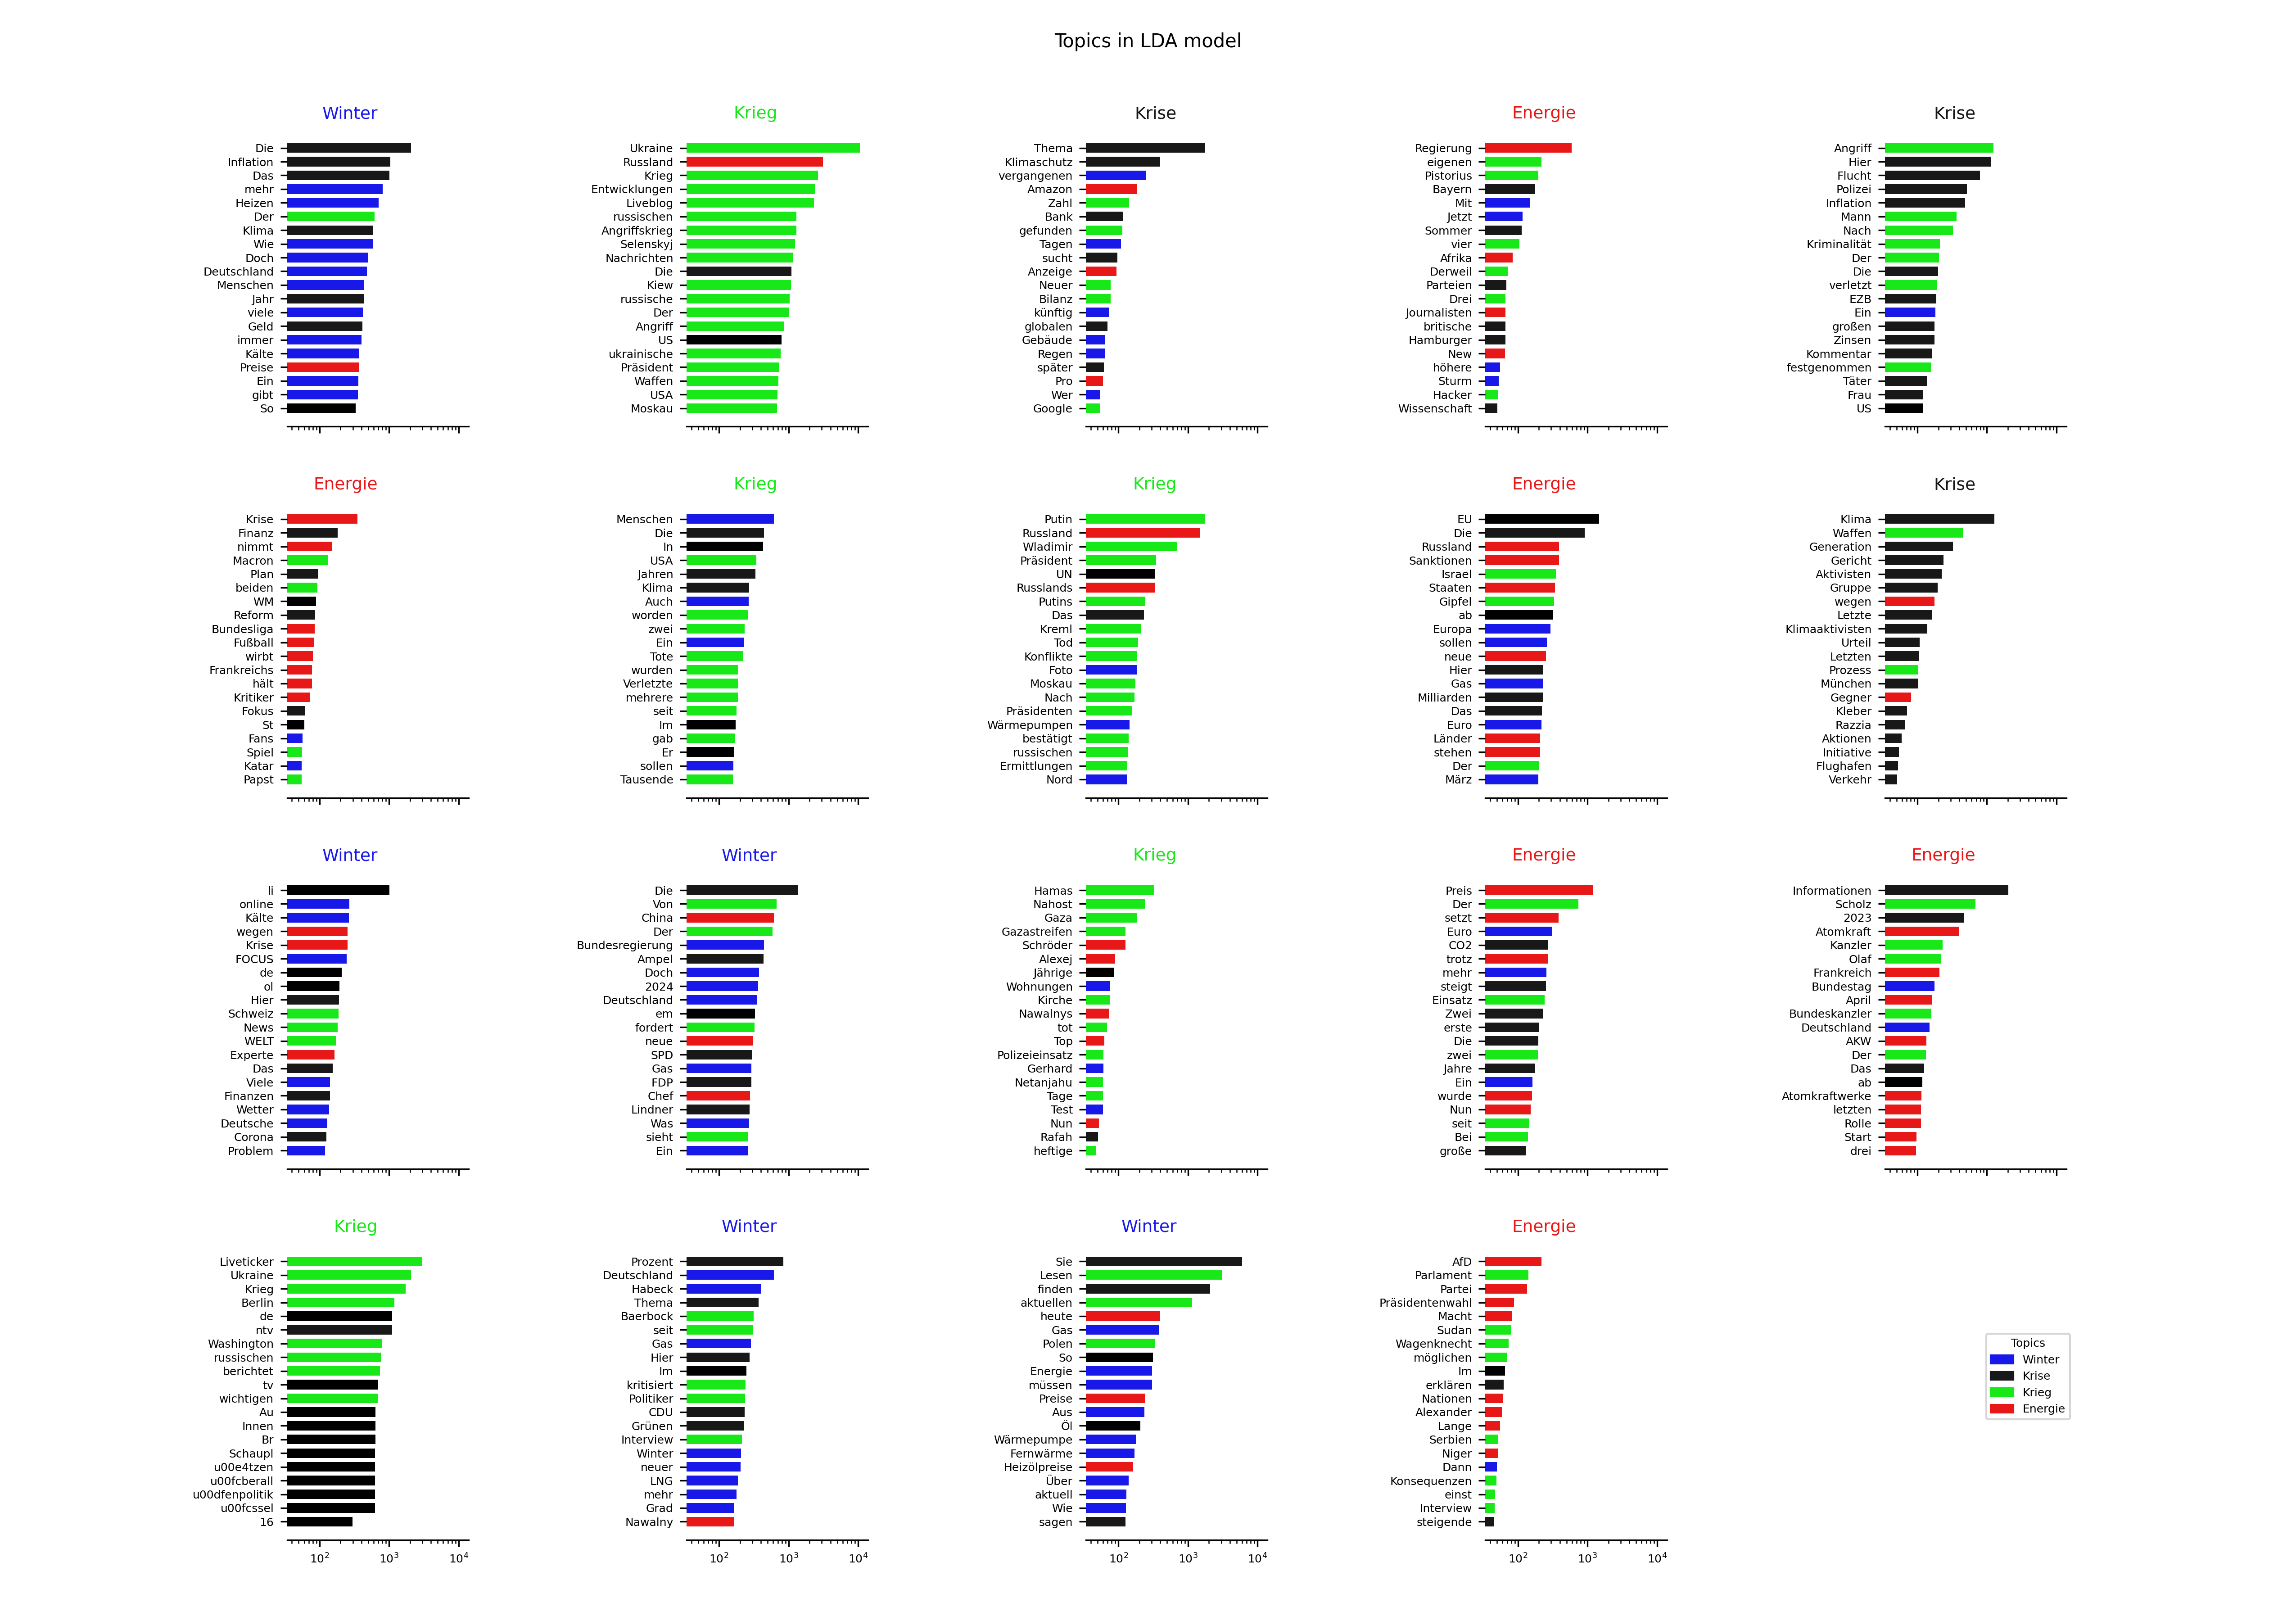 Topics in LDA model
Winter
Die
Inflation
Das
mehr
Heizen
Der
Klima
Wie
Doch
Deutschland
Menschen
Jahr
viele
Geld
immer
Kälte
Preise
Ein
gibt
So
Krieg
Ukraine
Russland
Krieg
Entwicklungen
Liveblog
russischen
Angriffskrieg
Selenskyj
Nachrichten
Die
Kiew
russische
Der
Angriff
US
ukrainische
Präsident
Waffen
USA
Moskau
Krise
Thema
Klimaschutz
vergangenen
Amazon
Zahl
Bank
gefunden
Tagen
sucht
Anzeige
Neuer
Bilanz
künftig
globalen
Gebäude
Regen
später
Pro
Wer
Google
Energie
Regierung
eigenen
Pistorius
Bayern
Mit
Jetzt
Sommer
vier
Afrika
Derweil
Parteien
Drei
Journalisten
britische
Hamburger
New
höhere
Sturm
Hacker
Wissenschaft
Krise
Angriff
Hier
Flucht
Polizei
Inflation
Mann
Nach
Kriminalität
Der
Die
verletzt
EZB
Ein
großen
Zinsen
Kommentar
festgenommen
Täter
Frau
US
Energie
Krise
Finanz
nimmt
Macron
Plan
beiden
WM
Reform
Bundesliga
Fußball
wirbt
Frankreichs
hält
Kritiker
Fokus
St
Fans
Spiel
Katar
Papst
Krieg
Menschen
Die
In
USA
Jahren
Klima
Auch
worden
zwei
Ein
Tote
wurden
Verletzte
mehrere
seit
Im
gab
Er
sollen
Tausende
Krieg
Putin
Russland
Wladimir
Präsident
UN
Russlands
Putins
Das
Kreml
Tod
Konflikte
Foto
Moskau
Nach
Präsidenten
Wärmepumpen
bestätigt
russischen
Ermittlungen
Nord
Energie
EU
Die
Russland
Sanktionen
Israel
Staaten
Gipfel
ab
Europa
sollen
neue
Hier
Gas
Milliarden
Das
Euro
Länder
stehen
Der
März
Krise
Klima
Waffen
Generation
Gericht
Aktivisten
Gruppe
wegen
Letzte
Klimaaktivisten
Urteil
Letzten
Prozess
München
Gegner
Kleber
Razzia
Aktionen
Initiative
Flughafen
Verkehr
Winter
li
online
Kälte
wegen
Krise
FOCUS
de
ol
Hier
Schweiz
News
WELT
Experte
Das
Viele
Finanzen
Wetter
Deutsche
Corona
Problem
Winter
Die
Von
China
Der
Bundesregierung
Ampel
Doch
2024
Deutschland
em
fordert
neue
SPD
Gas
FDP
Chef
Lindner
Was
sieht
Ein
Krieg
Hamas
Nahost
Gaza
Gazastreifen
Schröder
Alexej
Jährige
Wohnungen
Kirche
Nawalnys
tot
Top
Polizeieinsatz
Gerhard
Netanjahu
Tage
Test
Nun
Rafah
heftige
Energie
Preis
Der
setzt
Euro
CO2
trotz
mehr
steigt
Einsatz
Zwei
erste
Die
zwei
Jahre
Ein
wurde
Nun
seit
Bei
große
Energie
Informationen
Scholz
2023
Atomkraft
Kanzler
Olaf
Frankreich
Bundestag
April
Bundeskanzler
Deutschland
AKW
Der
Das
ab
Atomkraftwerke
letzten
Rolle
Start
drei
Krieg
Liveticker
Ukraine
Krieg
Berlin
de
ntv
Washington
russischen
berichtet
tv
wichtigen
Au
Innen
Br
Schaupl
u00e4tzen
u00fcberall
u00dfenpolitik
u00fcssel
16
10² 10³ 10⁴
Winter
Prozent
Deutschland
Habeck
Thema
Baerbock
seit
Gas
Hier
Im
kritisiert
Politiker
CDU
Grünen
Interview
Winter
neuer
LNG
mehr
Grad
Nawalny
10² 10³ 10⁴
Winter
Sie
Lesen
finden
aktuellen
heute
Gas
Polen
So
Energie
müssen
Preise
Aus
Öl
Wärmepumpe
Fernwärme
Heizölpreise
Über
aktuell
Wie
sagen
10² 10³ 10⁴
Energie
AfD
Parlament
Partei
Präsidentenwahl
Macht
Sudan
Wagenknecht
möglichen
Im
erklären
Nationen
Alexander
Lange
Serbien
Niger
Dann
Konsequenzen
einst
Interview
steigende
10² 10³ 10⁴
Topics
Winter
Krise
Krieg
Energie